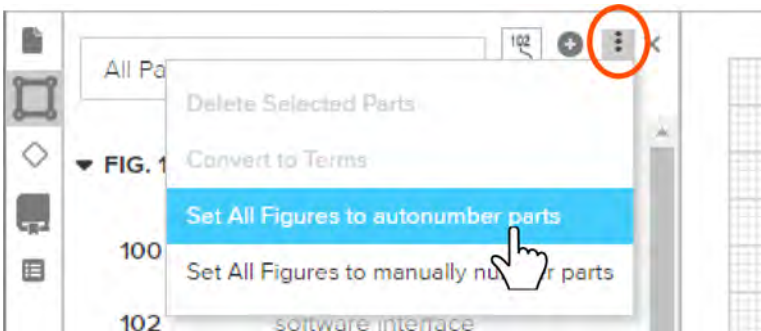 102
All Pa
Delete Selected Parts
Convert to Terms
FIG. 1
Set All Figures to autonumber parts
100
Set All Figures to manually nu r parts
102 software interface